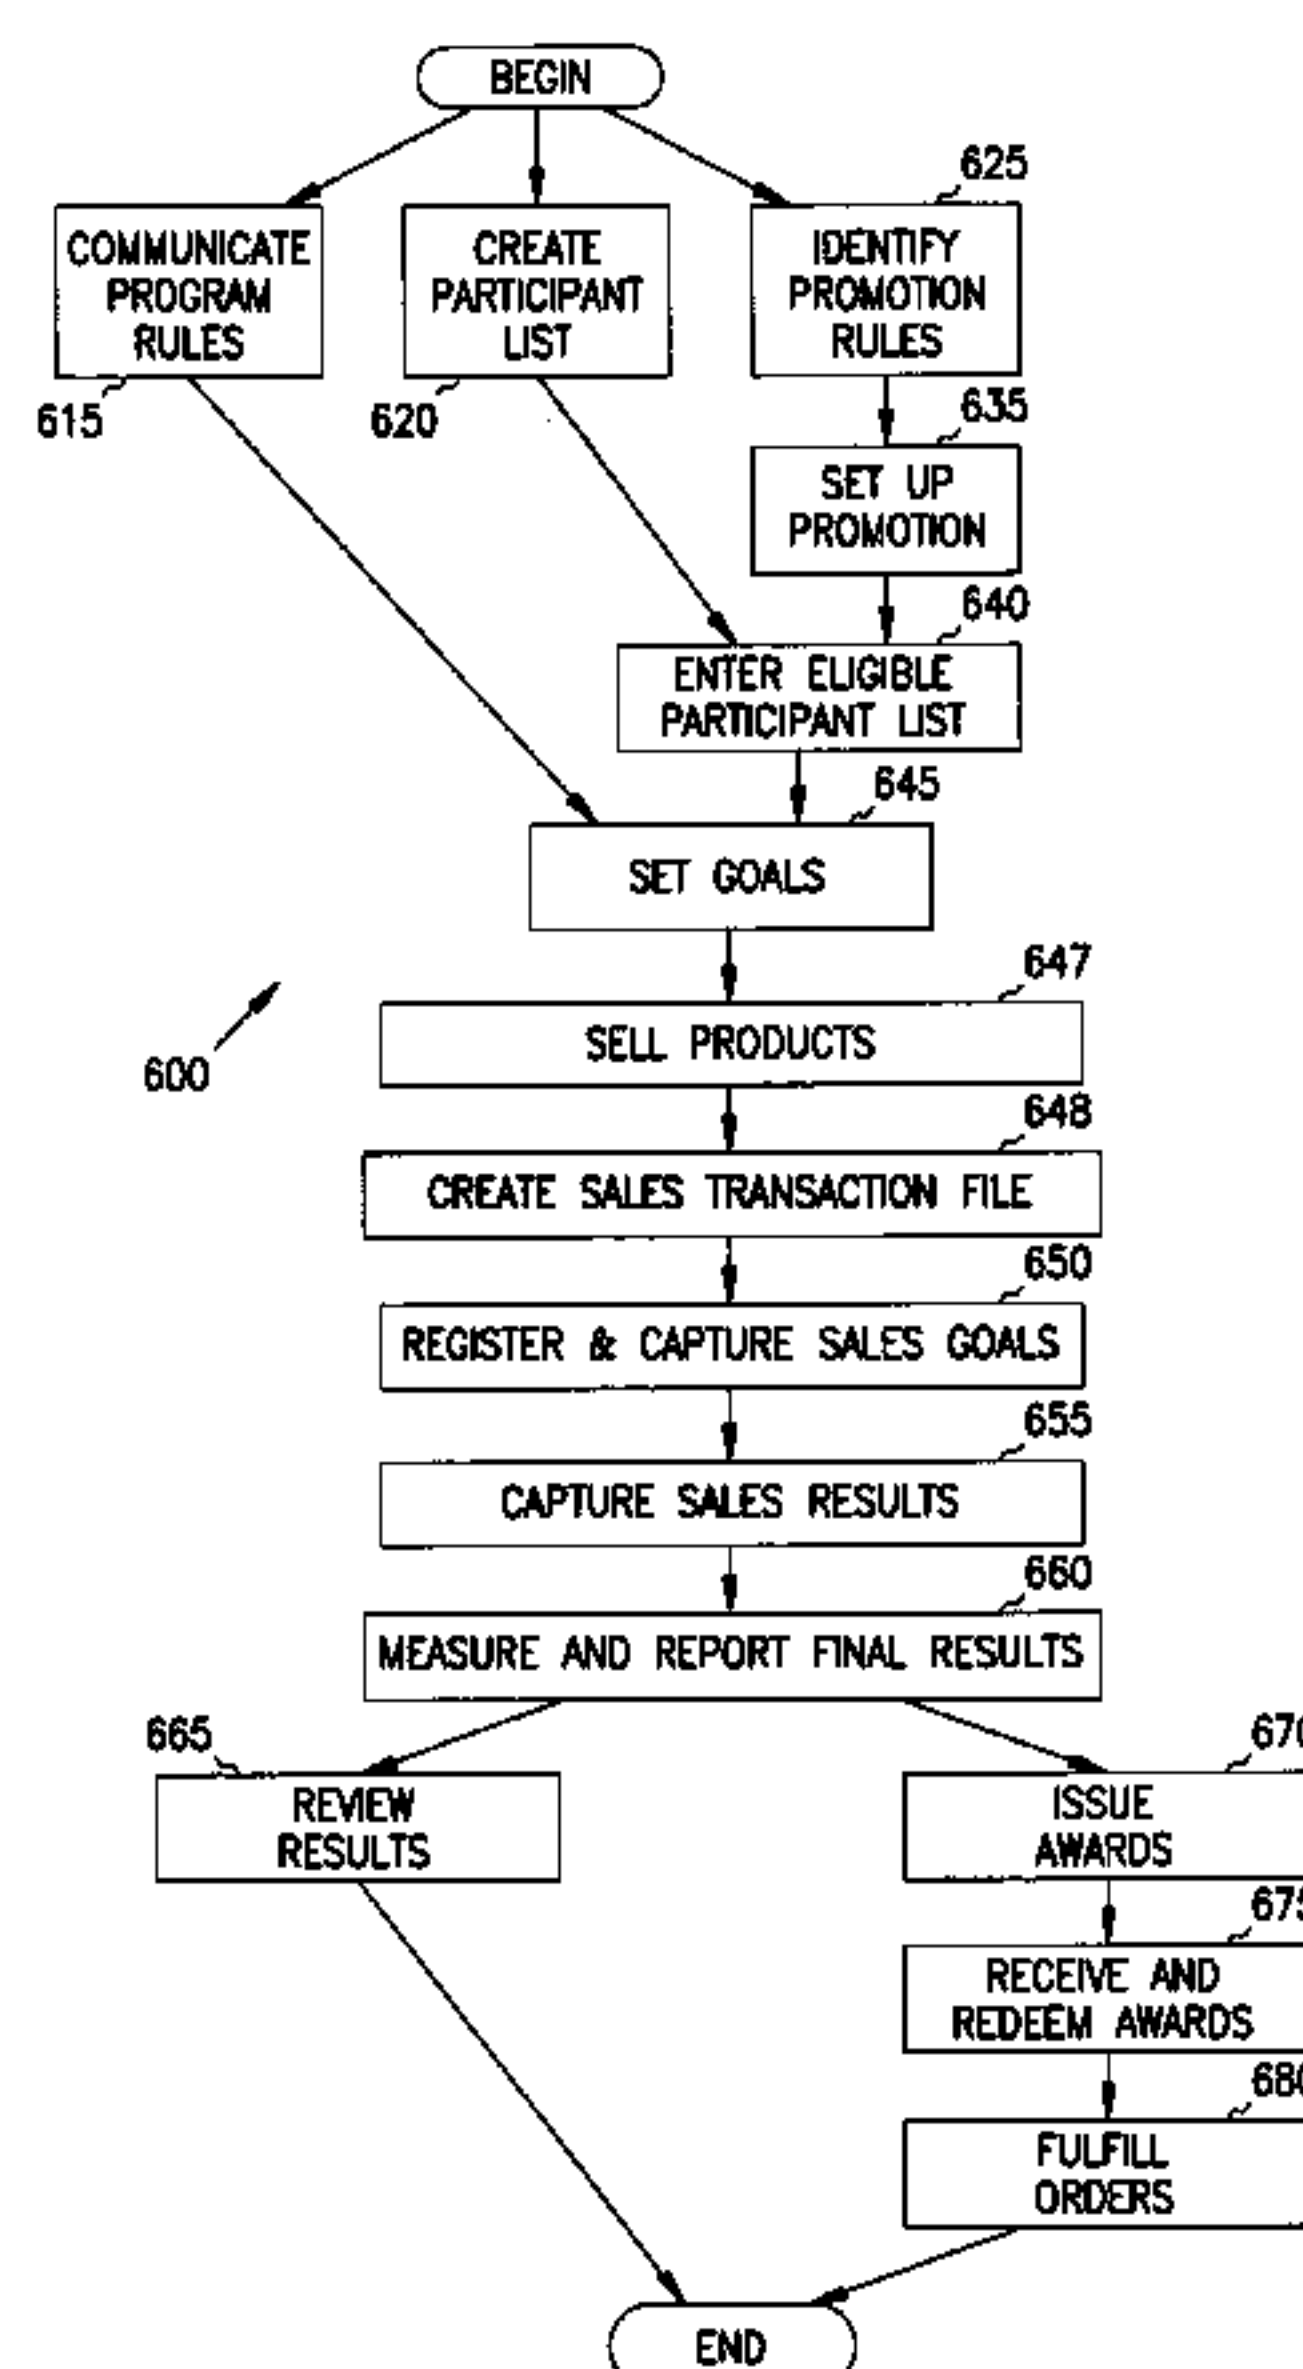 BEGIN
625
COMMUNICATE
PROGRAM
RULES
CREATE
PARTICIPANT
LIST
IDENTIFY
PROMOTION
RULES
615
620
635
SET UP
PROMOTION
640
ENTER ELIGIBLE
PARTICIPANT LIST
645
SET GOALS
647
SELL PRODUCTS
600
648
CREATE SALES TRANSACTION FILE
650
REGISTER & CAPTURE SALES GOALS
655
CAPTURE SALES RESULTS
660
MEASURE AND REPORT FINAL RESULTS
665
670
REVIEW
RESULTS
ISSUE
AWARDS
675
RECEIVE AND
REDEEM AWARDS
680
FULFILL
ORDERS
END